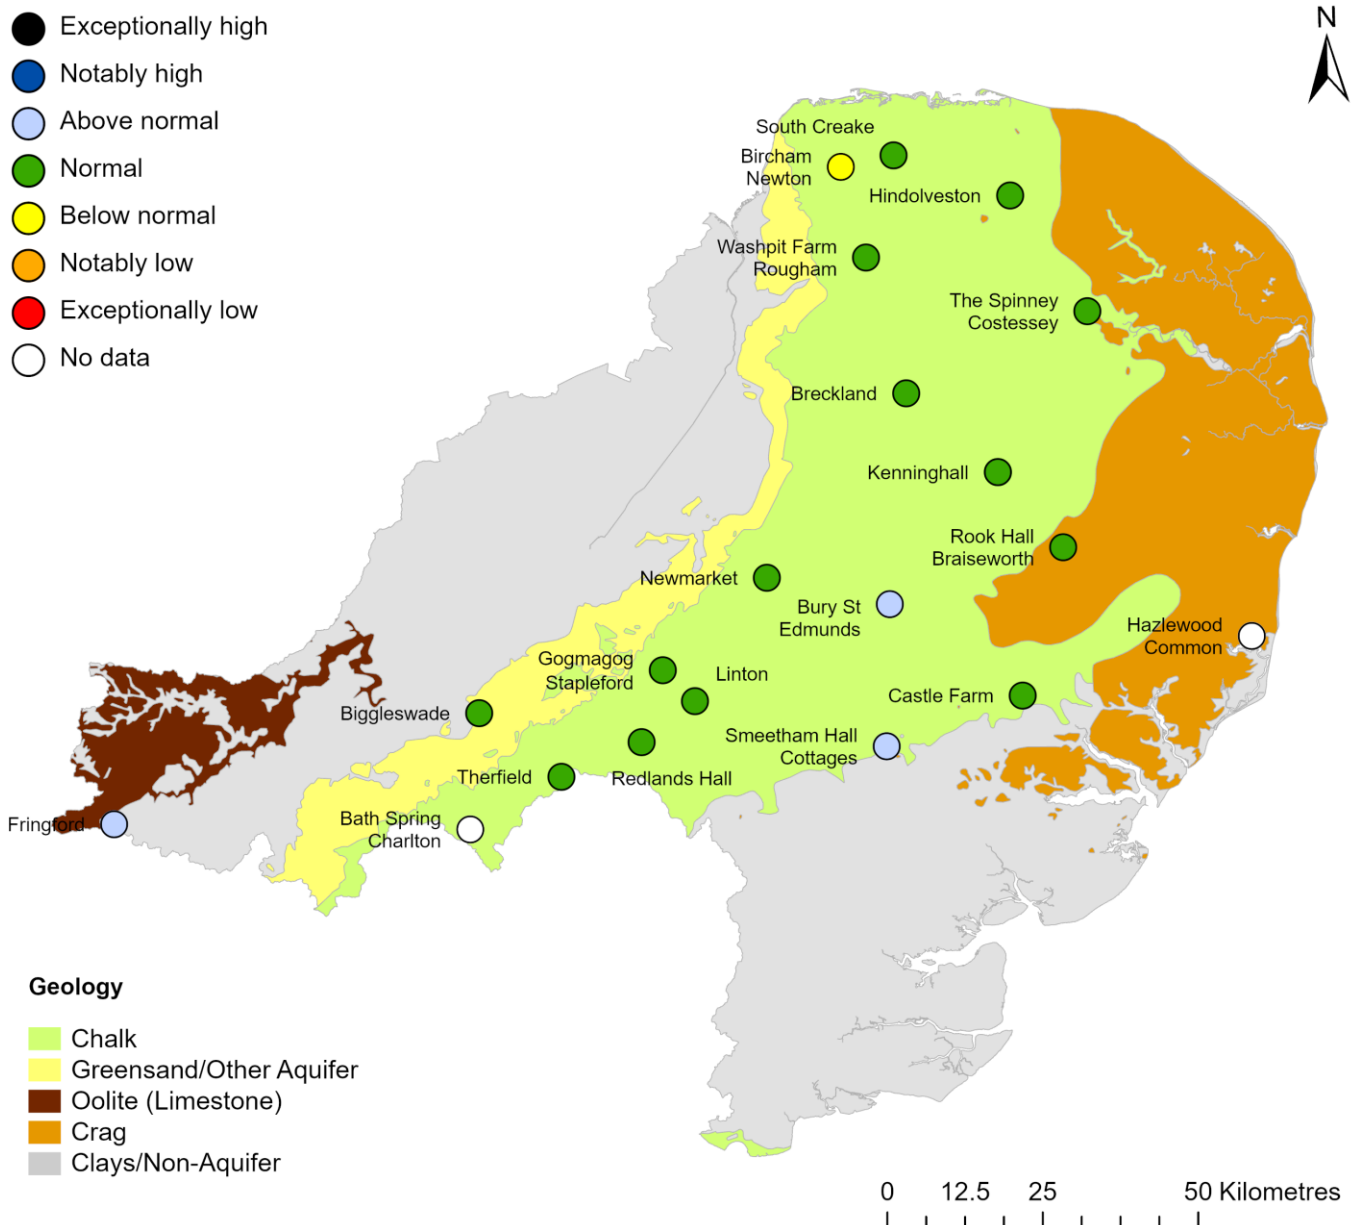 Exceptionally high
Notably high
Above normal
Normal
Below normal
Notably low
Exceptionally low
No data
N
South Creake
Bircham
Newton
Hindolveston
Washpit Farm
Rougham
The Spinney
Costessey
Breckland
Kenninghall
Rook Hall
Braiseworth
Newmarket
Bury St
Edmunds
Hazlewood
Common
Gogmagog
Stapleford
Linton
Castle Farm
Biggleswade
Smeetham Hall
Cottages
Therfield
Redlands Hall
Fringford
Bath Spring
Charlton
Geology
Chalk
Greensand/Other Aquifer
Oolite (Limestone)
Crag
Clays/Non-Aquifer
0 12.5 25 50 Kilometres